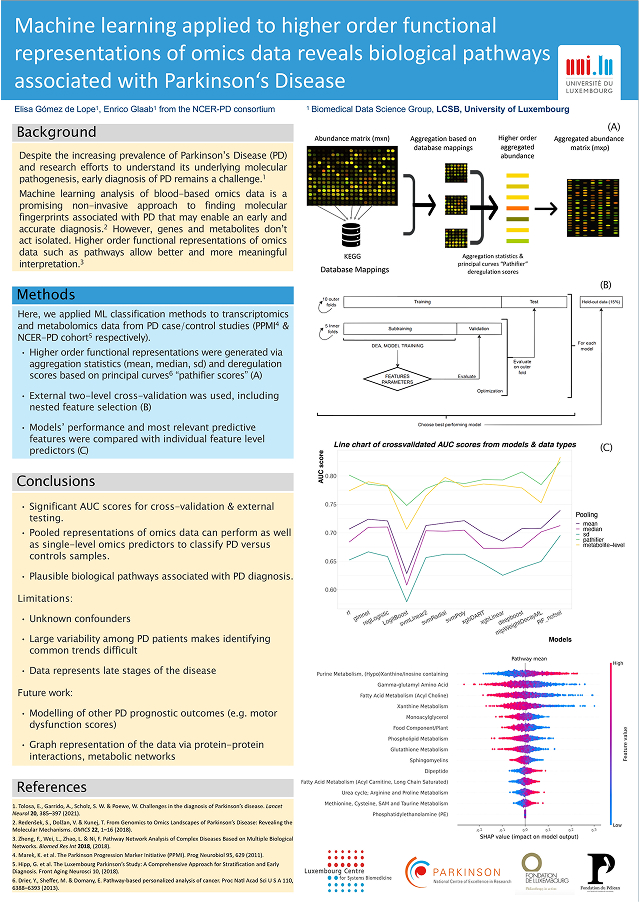 Machine learning applied to higher order functional
representations of omics data reveals biological pathways
associated with Parkinson's Disease
uni.lu
UNIVERSITÉ DU
LUXEMBOURG
Elisa Gómez de Lope¹, Enrico Glaab¹ from the NCER-PD consortium
¹ Biomedical Data Science Group, LCSB, University of Luxembourg
Background
Despite the increasing prevalence of Parkinson's Disease (PD)
and research efforts to understand its underlying molecular
pathogenesis, early diagnosis of PD remains a challenge.¹
Machine learning analysis of blood-based omics data is a
promising non-invasive approach to finding molecular
fingerprints associated with PD that may enable an early and
accurate diagnosis.² However, genes and metabolites don't
act isolated. Higher order functional representations of omics
data such as pathways allow better and more meaningful
interpretation.³
Methods
Here, we applied ML classification methods to transcriptomics
and metabolomics data from PD case/control studies (PPMI⁴ &
NCER-PD cohort⁵ respectively).
• Higher order functional representations were generated via
aggregation statistics (mean, median, sd) and deregulation
scores based on principal curves⁶ "pathifier scores" (A)
• External two-level cross-validation was used, including
nested feature selection (B)
• Models' performance and most relevant predictive
features were compared with individual feature level
predictors (C)
Conclusions
• Significant AUC scores for cross-validation & external
testing.
• Pooled representations of omics data can perform as well
as single-level omics predictors to classify PD versus
controls samples.
• Plausible biological pathways associated with PD diagnosis.
Limitations:
• Unknown confounders
• Large variability among PD patients makes identifying
common trends difficult
• Data represents late stages of the disease
Future work:
• Modelling of other PD prognostic outcomes (e.g. motor
dysfunction scores)
• Graph representation of the data via protein-protein
interactions, metabolic networks
References
1. Tolosa, E., Garrido, A., Scholz, S. W. & Poewe, W. Challenges in the diagnosis of Parkinson's disease. Lancet
Neurol 20, 385–397 (2021).
2. Redenšek, S., Dolžan, V. & Kunej, T. From Genomics to Omics Landscapes of Parkinson's Disease: Revealing the
Molecular Mechanisms. OMICS 22, 1–16 (2018).
3. Zheng, F., Wei, L., Zhao, L. & Ni, F. Pathway Network Analysis of Complex Diseases Based on Multiple Biological
Networks. Biomed Res Int 2018, (2018).
4. Marek, K. et al. The Parkinson Progression Marker Initiative (PPMI). Prog Neurobiol 95, 629 (2011).
5. Hipp, G. et al. The Luxembourg Parkinson's Study: A Comprehensive Approach for Stratification and Early
Diagnosis. Front Aging Neurosci 10, (2018).
6. Drier, Y., Sheffer, M. & Domany, E. Pathway-based personalized analysis of cancer. Proc Natl Acad Sci U S A 110,
6388–6393 (2013).
(A)
Abundance matrix (mxn)
Aggregation based on
database mappings
Higher order
aggregated
abundance
Aggregated abundance
matrix (mxp)
KEGG
Database Mappings
Aggregation statistics &
principal curves "Pathifier"
deregulation scores
(B)
10 outer
folds
Training
Test
Held-out data (15%)
5 inner
folds
Subtraining
Validation
DEA, MODEL TRAINING
FEATURES
PARAMETERS
Evaluate
Optimization
Evaluate
on outer
fold
For each
model
Choose best performing model
(C)
Line chart of crossvalidated AUC scores from models & data types
AUC score
0.80
0.75
0.70
0.65
0.60
rf
glmnet
regLogistic
LogitBoost
svmLinear2
svmRadial
svmPoly
xgbDART
xgbLinear
deepboost
mlpWeightDecayML
Models
Pooling
mean
median
sd
pathifier
metabolite-level
Pathway mean
Purine Metabolism, (Hypo)Xanthine/Inosine containing
Gamma-glutamyl Amino Acid
Fatty Acid Metabolism (Acyl Choline)
Xanthine Metabolism
Monoacylglycerol
Food Component/Plant
Phospholipid Metabolism
Glutathione Metabolism
Sphingomyelins
Dipeptide
Fatty Acid Metabolism (Acyl Carnitine, Long Chain Saturated)
Urea cycle; Arginine and Proline Metabolism
Methionine, Cysteine, SAM and Taurine Metabolism
Phosphatidylethanolamine (PE)
-0.2
-0.1
0.0
0.1
0.2
0.3
SHAP value (impact on model output)
High
Feature value
Low
Luxembourg Centre
for Systems Biomedicine
PARKINSON
National Centre of Excellence in Research
FONDATION
DE LUXEMBOURG
Fondation du Pélican